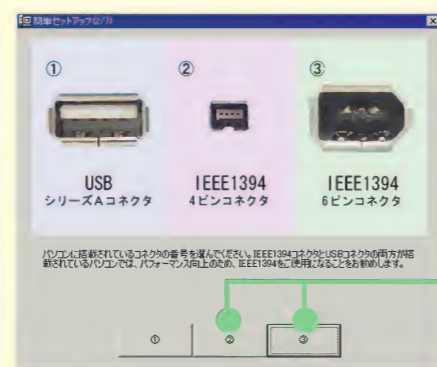 簡単セットアップ(2/7)
① ② ③
USB
シリーズAコネクタ
IEEE1394
4ピンコネクタ
IEEE1394
6ピンコネクタ
パソコンに搭載されているコネクタの番号を選んでください。IEEE1394コネクタとUSBコネクタの両方が搭
載されているパソコンでは、パフォーマンス向上のため、IEEE1394をご使用になることをお勧めします。
① ② ③